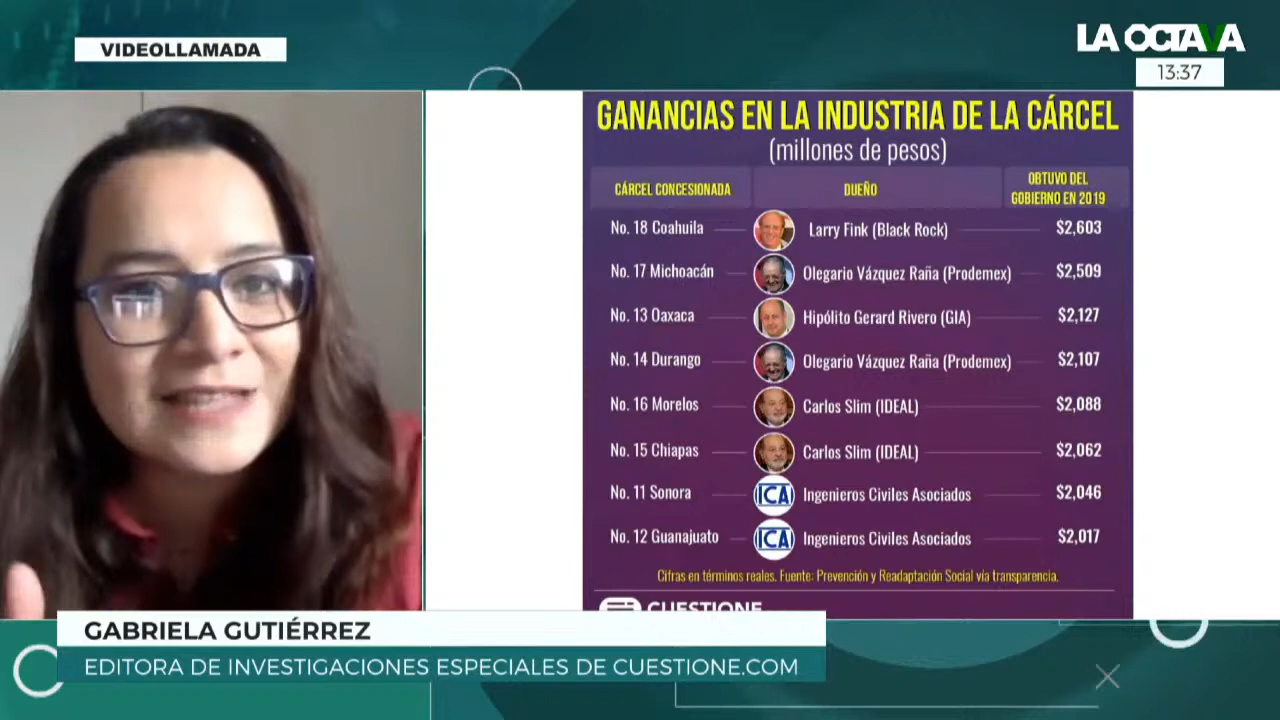 VIDEOLLAMADA
LA OCTAVA
13:37
GANANCIAS EN LA INDUSTRIA DE LA CÁRCEL
(millones de pesos)
CÁRCEL CONCESIONADA DUEÑO OBTUVO DEL
GOBIERNO EN 2019
No. 18 Coahuila Larry Fink (Black Rock) $2,603
No. 17 Michoacán Olegario Vázquez Raña (Prodemex) $2,509
No. 13 Oaxaca Hipólito Gerard Rivero (GIA) $2,127
No. 14 Durango Olegario Vázquez Raña (Prodemex) $2,107
No. 16 Morelos Carlos Slim (IDEAL) $2,088
No. 15 Chiapas Carlos Slim (IDEAL) $2,062
No. 11 Sonora ICA Ingenieros Civiles Asociados $2,046
No. 12 Guanajuato ICA Ingenieros Civiles Asociados $2,017
Cifras en términos reales. Fuente: Prevención y Readaptación Social vía transparencia.
CUESTIONE
GABRIELA GUTIÉRREZ
EDITORA DE INVESTIGACIONES ESPECIALES DE CUESTIONE.COM